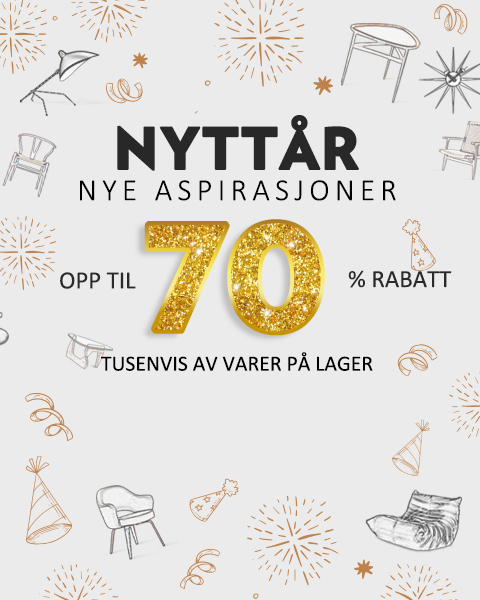 NYTTÅR
NYE ASPIRASJONER
OPP TIL 70 % RABATT
TUSENVIS AV VARER PÅ LAGER